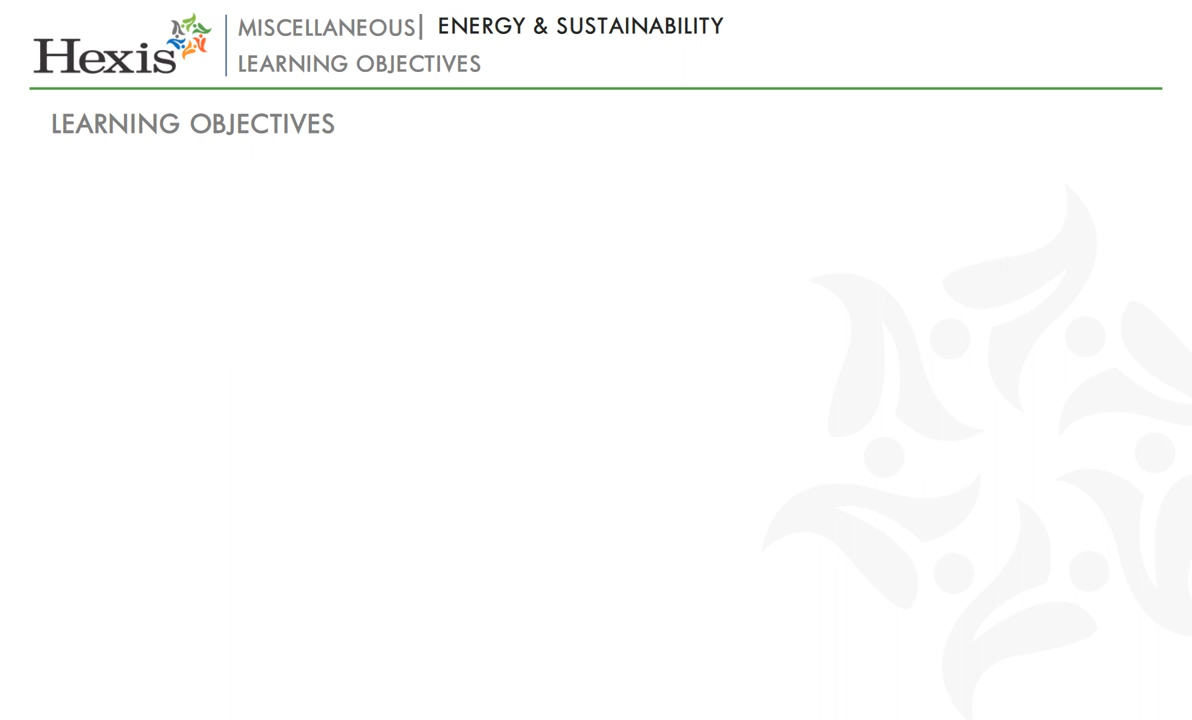 Hexis
MISCELLANEOUS| ENERGY & SUSTAINABILITY
LEARNING OBJECTIVES
LEARNING OBJECTIVES